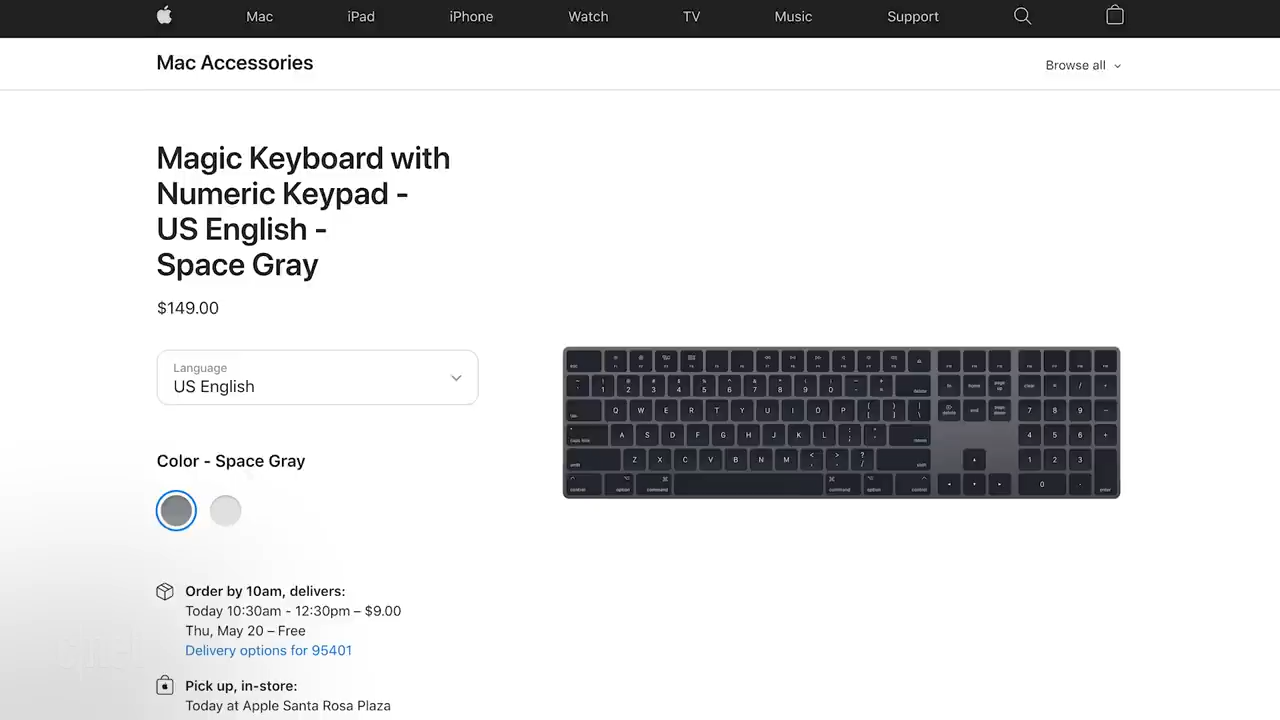 Mac
iPad
iPhone
Watch
TV
Music
Support
Mac Accessories
Browse all
Magic Keyboard with
Numeric Keypad -
US English -
Space Gray
$149.00
Language
US English
Color - Space Gray
Order by 10am, delivers:
Today 10:30am - 12:30pm – $9.00
Thu, May 20 – Free
Delivery options for 95401
Pick up, in-store:
Today at Apple Santa Rosa Plaza